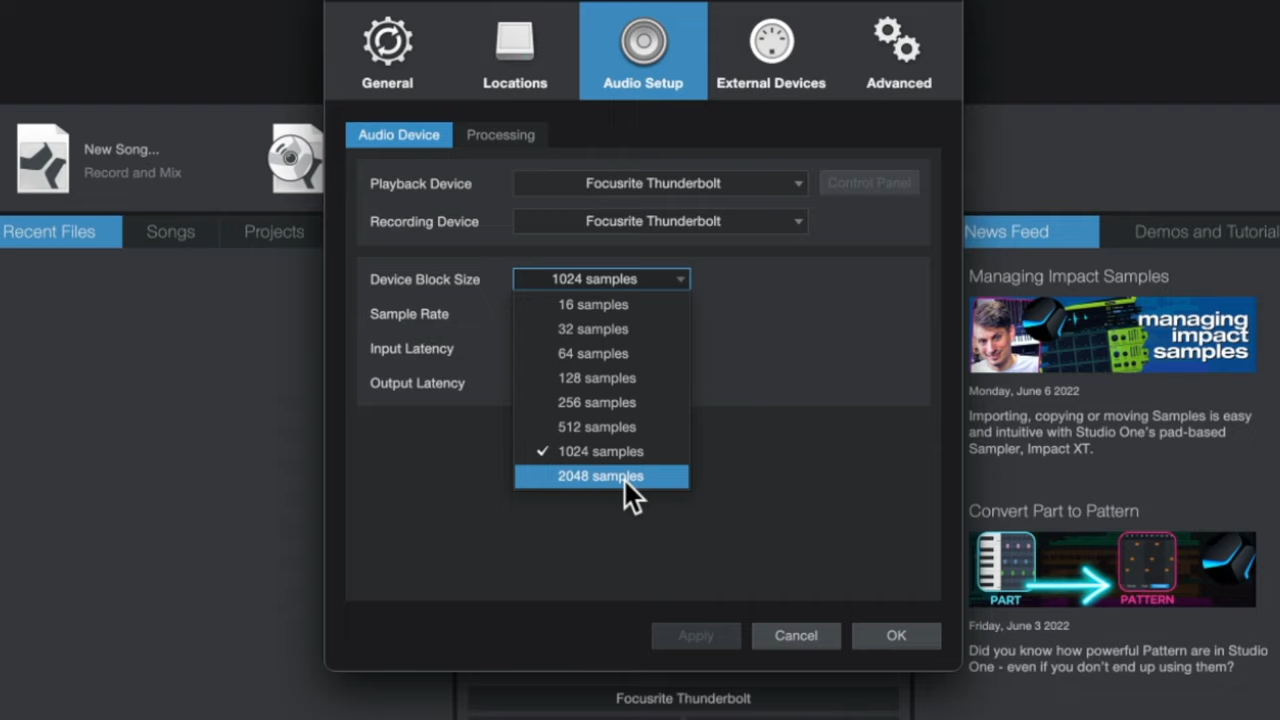 General
Locations
Audio Setup
External Devices
Advanced
New Song...
Record and Mix
Audio Device
Processing
Playback Device
Focusrite Thunderbolt
Control Panel
Recording Device
Focusrite Thunderbolt
Recent Files
Songs
Projects
News Feed
Demos and Tutorial
Device Block Size
1024 samples
16 samples
32 samples
64 samples
128 samples
256 samples
512 samples
1024 samples
2048 samples
Sample Rate
Input Latency
Output Latency
Managing Impact Samples
managing
impact
samples
Monday, June 6 2022
Importing, copying or moving Samples is easy
and intuitive with Studio One's pad-based
Sampler, Impact XT.
Convert Part to Pattern
PART
PATTERN
Friday, June 3 2022
Did you know how powerful Pattern are in Studio
One - even if you don't end up using them?
Apply
Cancel
OK
Focusrite Thunderbolt